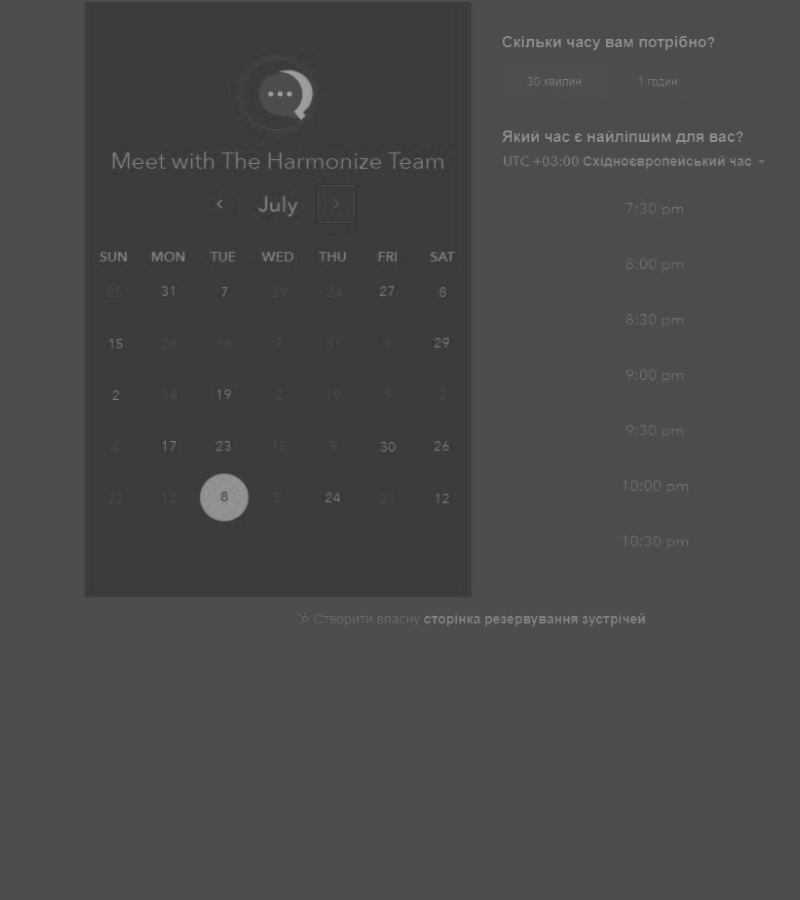 Meet with The Harmonize Team
July
SUN MON TUE WED THU FRI SAT
25 31 7 29 24 27 8
15 26 16 7 31 1 29
2 14 19 2 19 9 2
4 17 23 15 9 30 26
22 12 8 5 24 21 12
Скільки часу вам потрібно?
30 хвилин 1 годин
Який час є найліпшим для вас?
UTC +03:00 Східноєвропейський час
7:30 pm
8:00 pm
8:30 pm
9:00 pm
9:30 pm
10:00 pm
10:30 pm
Створити власну сторінка резервування зустрічей